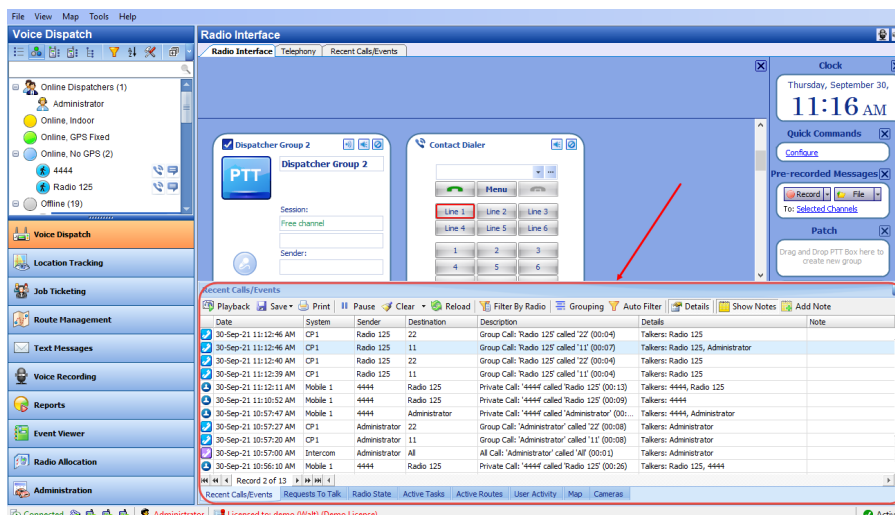 File View Map Tools Help
Voice Dispatch
Radio Interface
Radio Interface Telephony Recent Calls/Events
Online Dispatchers (1)
Administrator
Online, Indoor
Online, GPS Fixed
Online, No GPS (2)
4444
Radio 125
Offline (19)
Voice Dispatch
Location Tracking
Job Ticketing
Route Management
Text Messages
Voice Recording
Reports
Event Viewer
Radio Allocation
Administration
Dispatcher Group 2
PTT
Dispatcher Group 2
Session:
Free channel
Sender:
Contact Dialer
Menu
Line 1 Line 2 Line 3
Line 4 Line 5 Line 6
1 2 3
4 5 6
Clock
Thursday, September 30,
11:16 AM
Quick Commands
Configure
Pre-recorded Messages
Record File
To: Selected Channels
Patch
Drag and Drop PTT Box here to
create new group
Recent Calls/Events
Playback Save Print Pause Clear Reload Filter By Radio Grouping Auto Filter Details Show Notes Add Note
Date System Sender Destination Description Details Note
30-Sep-21 11:12:46 AM CP1 Radio 125 22 Group Call: 'Radio 125' called '22' (00:04) Talkers: Radio 125
30-Sep-21 11:12:46 AM CP1 Radio 125 11 Group Call: 'Radio 125' called '11' (00:07) Talkers: Radio 125, Administrator
30-Sep-21 11:12:40 AM CP1 Radio 125 22 Group Call: 'Radio 125' called '22' (00:04) Talkers: Radio 125
30-Sep-21 11:12:39 AM CP1 Radio 125 11 Group Call: 'Radio 125' called '11' (00:04) Talkers: Radio 125
30-Sep-21 11:12:11 AM Mobile 1 4444 Radio 125 Private Call: '4444' called 'Radio 125' (00:13) Talkers: 4444, Radio 125
30-Sep-21 11:10:52 AM Mobile 1 4444 Radio 125 Private Call: '4444' called 'Radio 125' (00:09) Talkers: 4444
30-Sep-21 10:57:47 AM Mobile 1 4444 Administrator Private Call: '4444' called 'Administrator' (00:... Talkers: 4444, Administrator
30-Sep-21 10:57:27 AM CP1 Administrator 22 Group Call: 'Administrator' called '22' (00:08) Talkers: Administrator
30-Sep-21 10:57:20 AM CP1 Administrator 11 Group Call: 'Administrator' called '11' (00:08) Talkers: Administrator
30-Sep-21 10:57:00 AM Intercom Administrator All All Call: 'Administrator' called 'All' (00:01) Talkers: Administrator
30-Sep-21 10:56:10 AM Mobile 1 4444 Radio 125 Private Call: '4444' called 'Radio 125' (00:26) Talkers: Radio 125, 4444
Record 2 of 13
Recent Calls/Events Requests To Talk Radio State Active Tasks Active Routes User Activity Map Cameras
Connected Administrator Licensed to: demo (Walt) (Demo License)